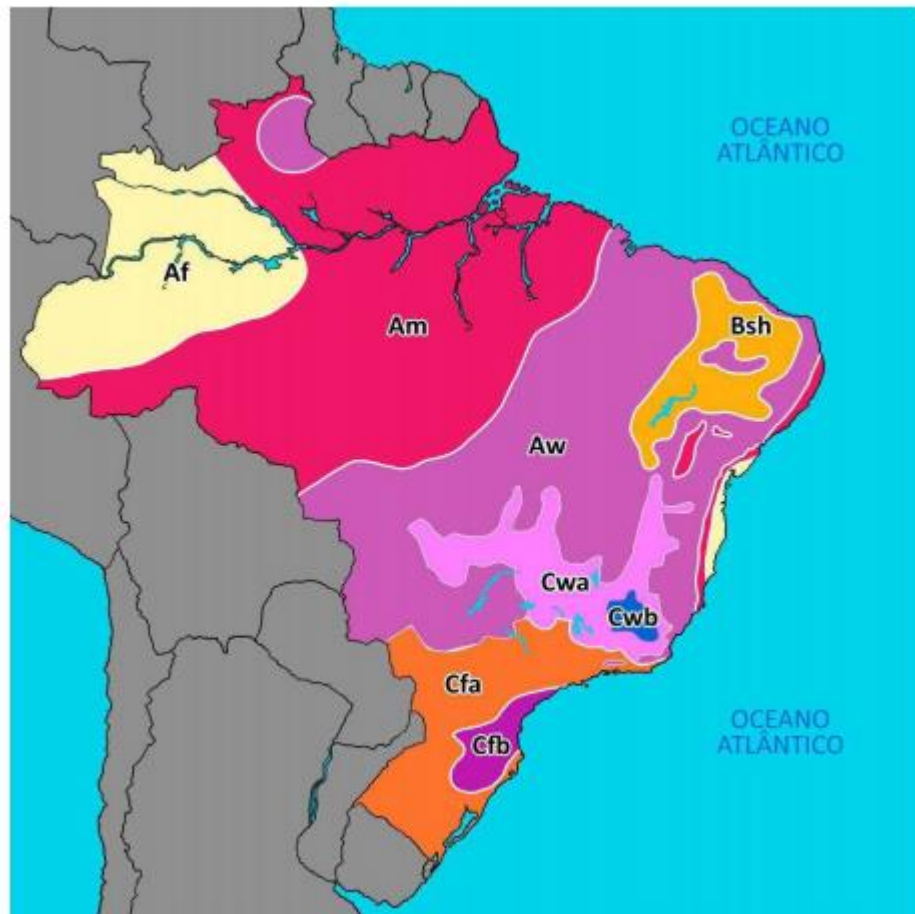 OCEANO
ATLÂNTICO
Af
Am
Bsh
Aw
Cwa
Cwb
Cfa
Cfb
OCEANO
ATLÂNTICO